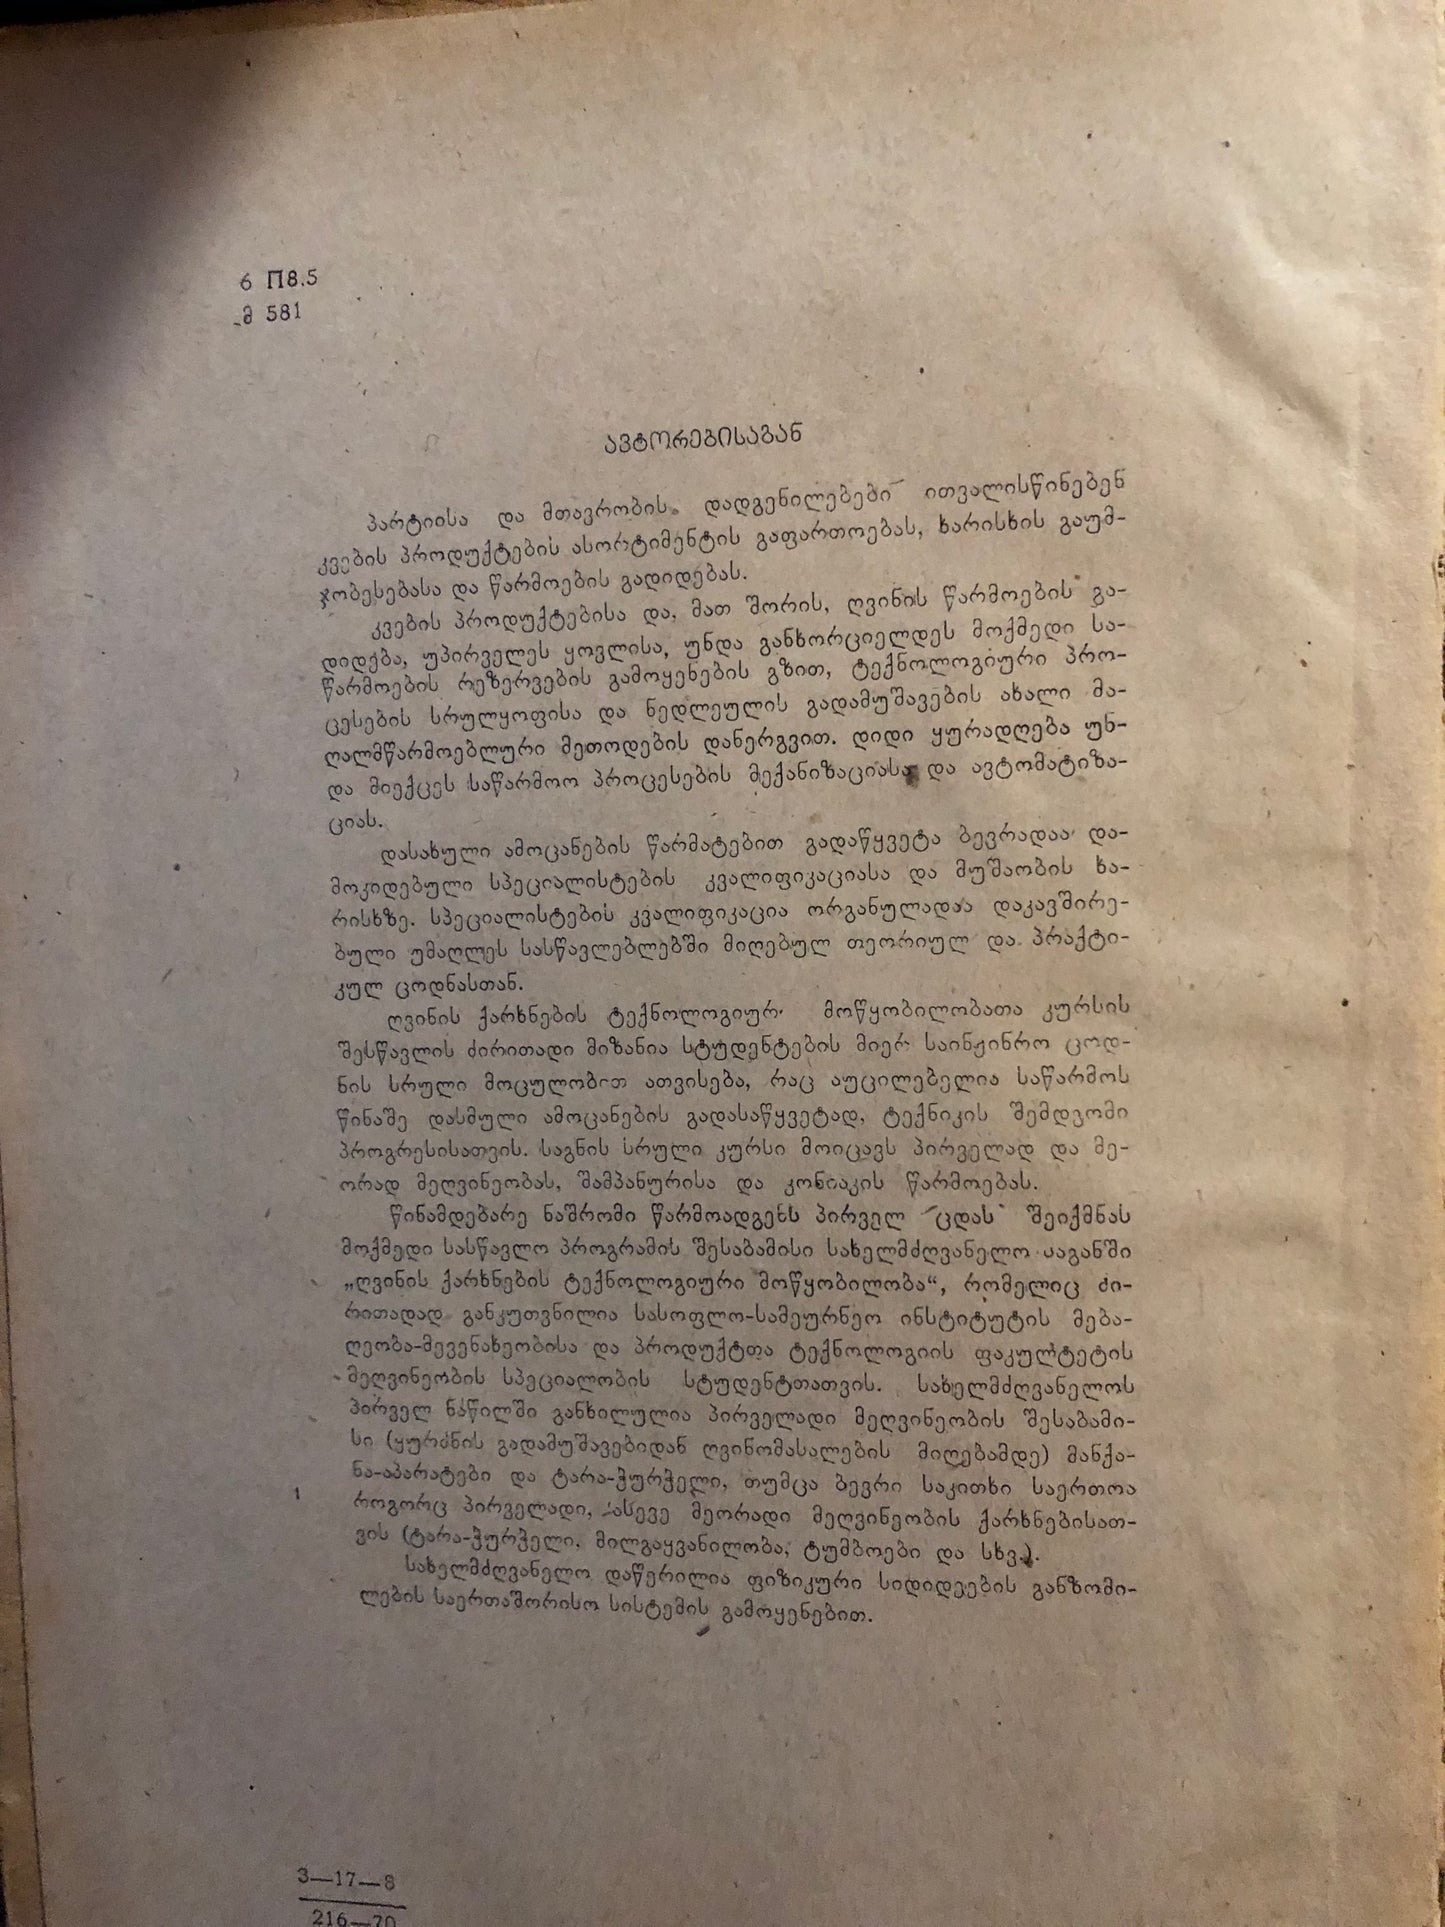 6 П8.5
მ 581
ავტორებისაგან
პარტიისა და მთავრობის დადგენილებები ითვალისწინებენ
კვების პროდუქტების ასორტიმენტის გაფართოებას, ხარისხის გაუმ-
ჯობესებასა და წარმოების გადიდებას.
კვების პროდუქტებისა და, მათ შორის, ღვინის წარმოების გა-
დიდება, უპირველეს ყოვლისა, უნდა განხორციელდეს მოქმედი სა-
წარმოების რეზერვების გამოყენების გზით, ტექნოლოგიური პრო-
ცესების სრულყოფისა და ნედლეულის გადამუშავების ახალი მა-
ღალმწარმოებლური მეთოდების დანერგვით. დიდი ყურადღება უნ-
და მიექცეს საწარმოო პროცესების მექანიზაციასა და ავტომატიზა-
ციას.
დასახული ამოცანების წარმატებით გადაწყვეტა ბევრადაა და-
მოკიდებული სპეციალისტების კვალიფიკაციასა და მუშაობის ხა-
რისხზე. სპეციალისტების კვალიფიკაცია ორგანულადაა დაკავშირე-
ბული უმაღლეს სასწავლებლებში მიღებულ თეორიულ და პრაქტი-
კულ ცოდნასთან.
ღვინის ქარხნების ტექნოლოგიურ მოწყობილობათა კურსის
შესწავლის ძირითადი მიზანია სტუდენტების მიერ საინჟინრო ცოდ-
ნის სრული მოცულობით ათვისება, რაც აუცილებელია საწარმოს
წინაშე დასმული ამოცანების გადასაწყვეტად, ტექნიკის შემდგომი
პროგრესისათვის. საგნის სრული კურსი მოიცავს პირველად და მე-
ორად მეღვინეობას, შამპანურისა და კონიაკის წარმოებას.
წინამდებარე ნაშრომი წარმოადგენს პირველ ცდას შეიქმნას
მოქმედი სასწავლო პროგრამის შესაბამისი სახელმძღვანელო საგანში
„ღვინის ქარხნების ტექნოლოგიური მოწყობილობა“, რომელიც ძი-
რითადად განკუთვნილია სასოფლო-სამეურნეო ინსტიტუტის მება-
ღეობა-მევენახეობისა და პროდუქტთა ტექნოლოგიის ფაკულტეტის
მეღვინეობის სპეციალობის სტუდენტთათვის. სახელმძღვანელოს
პირველ ნაწილში განხილულია პირველადი მეღვინეობის შესაბამი-
სი (ყურძნის გადამუშავებიდან ღვინომასალების მიღებამდე) მანქა-
ნა-აპარატები და ტარა-ჭურჭელი, თუმცა ბევრი საკითხი საერთოა
როგორც პირველადი, ასევე მეორადი მეღვინეობის ქარხნებისათ-
ვის (ტარა-ჭურჭელი, მილგაყვანილობა, ტუმბოები და სხვ.).
სახელმძღვანელო დაწერილია ფიზიკური სიდიდეების განზომი-
ლების საერთაშორისო სისტემის გამოყენებით.
3—17—8
216—70